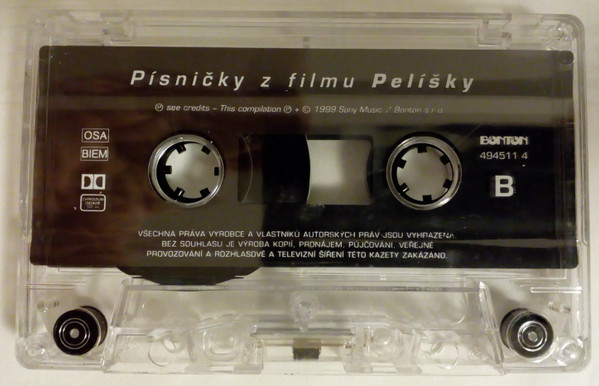 Písničky z filmu Pelíšky
℗ see credits – This compilation ℗ + © 1999 Sony Music / Bonton s.r.o.
OSA
BIEM
BONTON
494511 4
B
VŠECHNA PRÁVA VÝROBCE A VLASTNÍKŮ AUTORSKÝCH PRÁV JSOU VYHRAZENA.
BEZ SOUHLASU JE VÝROBA KOPIÍ, PRONÁJEM, PŮJČOVÁNÍ, VEŘEJNÉ
PROVOZOVÁNÍ A ROZHLASOVÉ A TELEVIZNÍ ŠÍŘENÍ TÉTO KAZETY ZAKÁZÁNO.